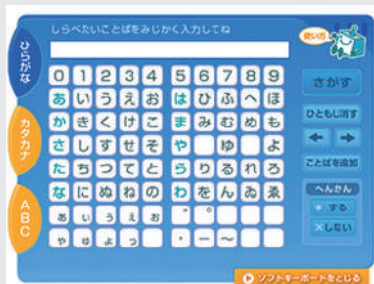 しらべたいことばをみじかく入力してね
使い方
ひらがな
カタカナ
ABC
0 1 2 3 4 5 6 7 8 9
あ い う え お は ひ ふ へ ほ
か き く け こ ま み む め も
さ し す せ そ や ゆ よ
た ち つ て と ら り る れ ろ
な に ぬ ね の わ を ん ゐ ゑ
ぁ ぃ ぅ ぇ ぉ ゛ ゜
ゃ ゅ ょ っ ・ ー ～
さがす
ひともじ消す
← →
ことばを追加
へんかん
する
×しない
ソフトキーボードをとじる